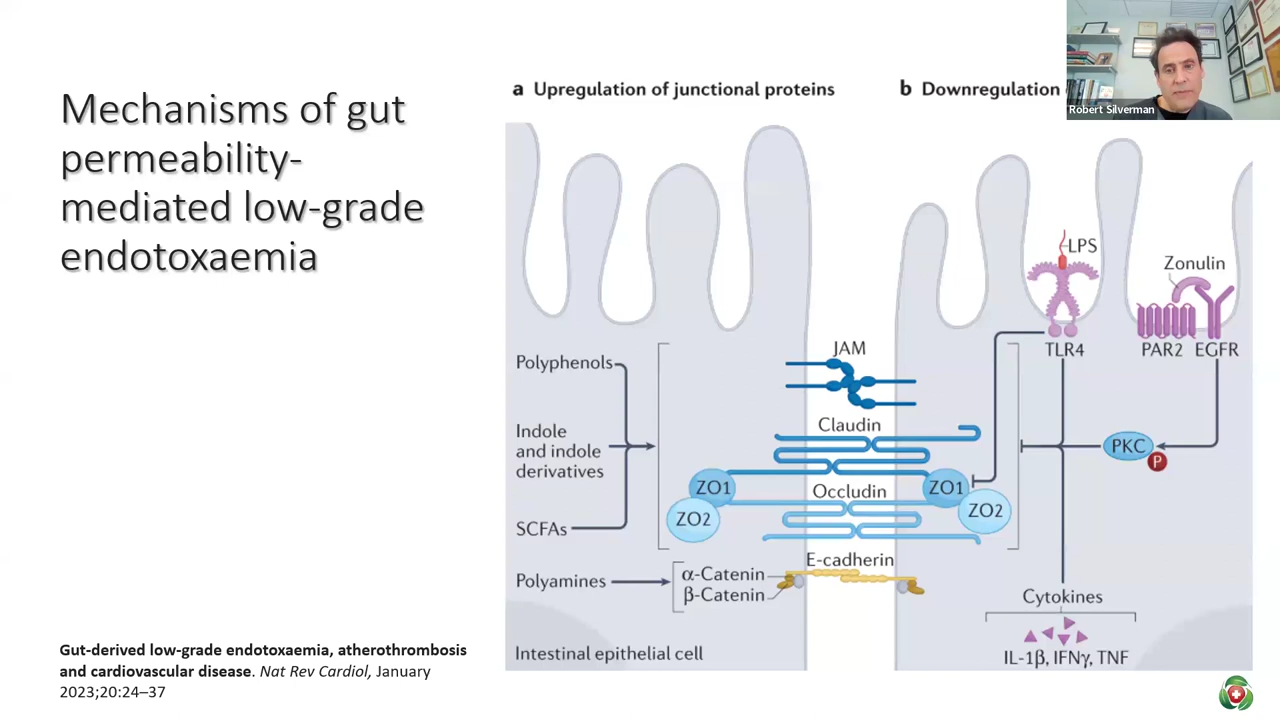 Mechanisms of gut
permeability-
mediated low-grade
endotoxaemia
Gut-derived low-grade endotoxaemia, atherothrombosis
and cardiovascular disease. Nat Rev Cardiol, January
2023;20:24–37
a Upregulation of junctional proteins
b Downregulation
Robert Silverman
LPS
Zonulin
TLR4
PAR2 EGFR
JAM
Polyphenols
Claudin
Indole
and indole
derivatives
PKC
P
ZO1
Occludin
ZO1
ZO2
ZO2
SCFAs
E-cadherin
Polyamines
α-Catenin
β-Catenin
Cytokines
IL-1β, IFNγ, TNF
Intestinal epithelial cell